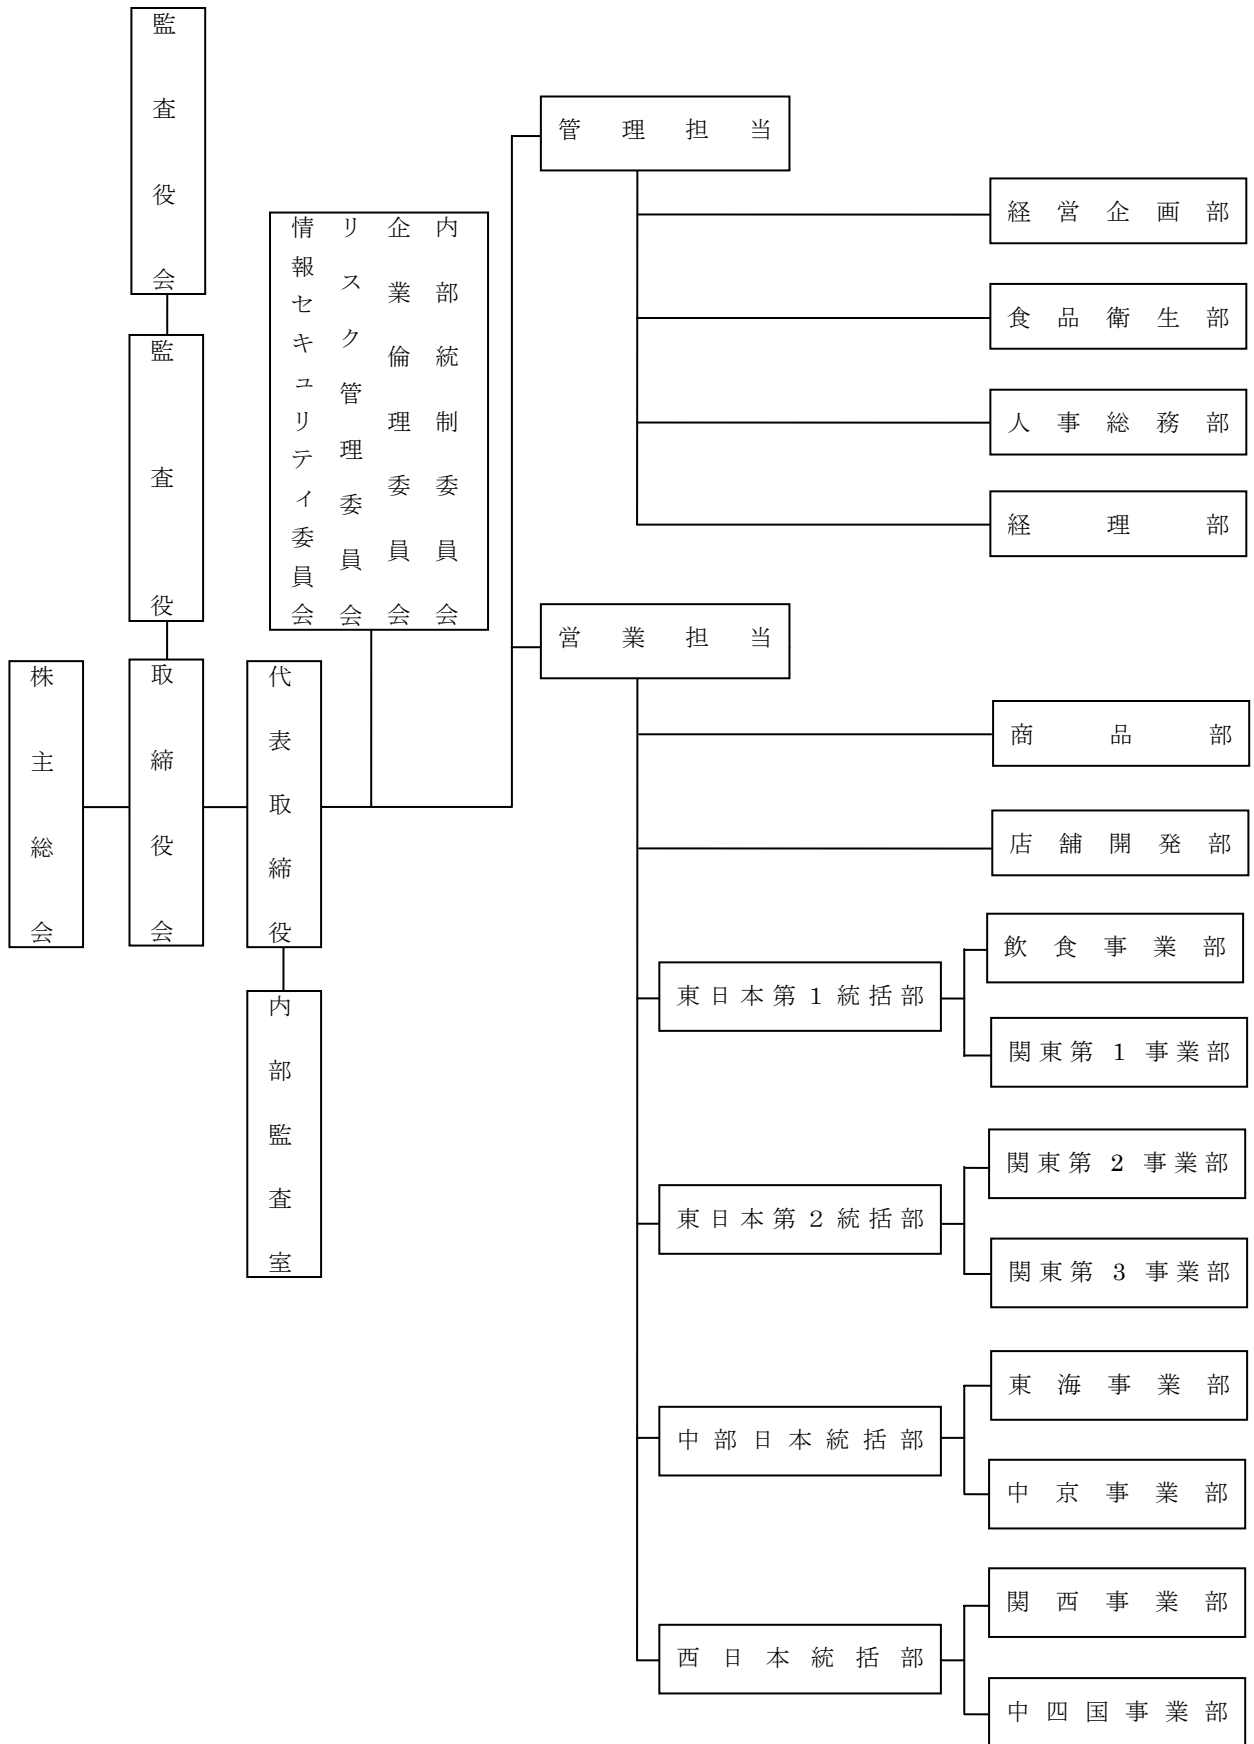 監査役会
監査役
株主総会
取締役会
代表取締役
内部監査室
内部統制委員会
企業倫理委員会
リスク管理委員会
情報セキュリティ委員会
管理担当
経営企画部
食品衛生部
人事総務部
経理部
営業担当
商品部
店舗開発部
東日本第1統括部
飲食事業部
関東第1事業部
東日本第2統括部
関東第2事業部
関東第3事業部
中部日本統括部
東海事業部
中京事業部
西日本統括部
関西事業部
中四国事業部